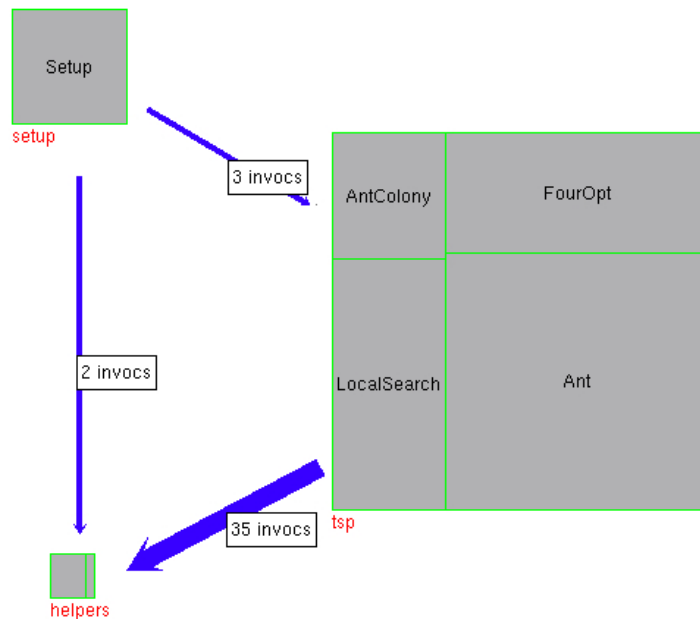 Setup
setup
3 invocs
AntColony
FourOpt
2 invocs
LocalSearch
Ant
35 invocs
tsp
helpers